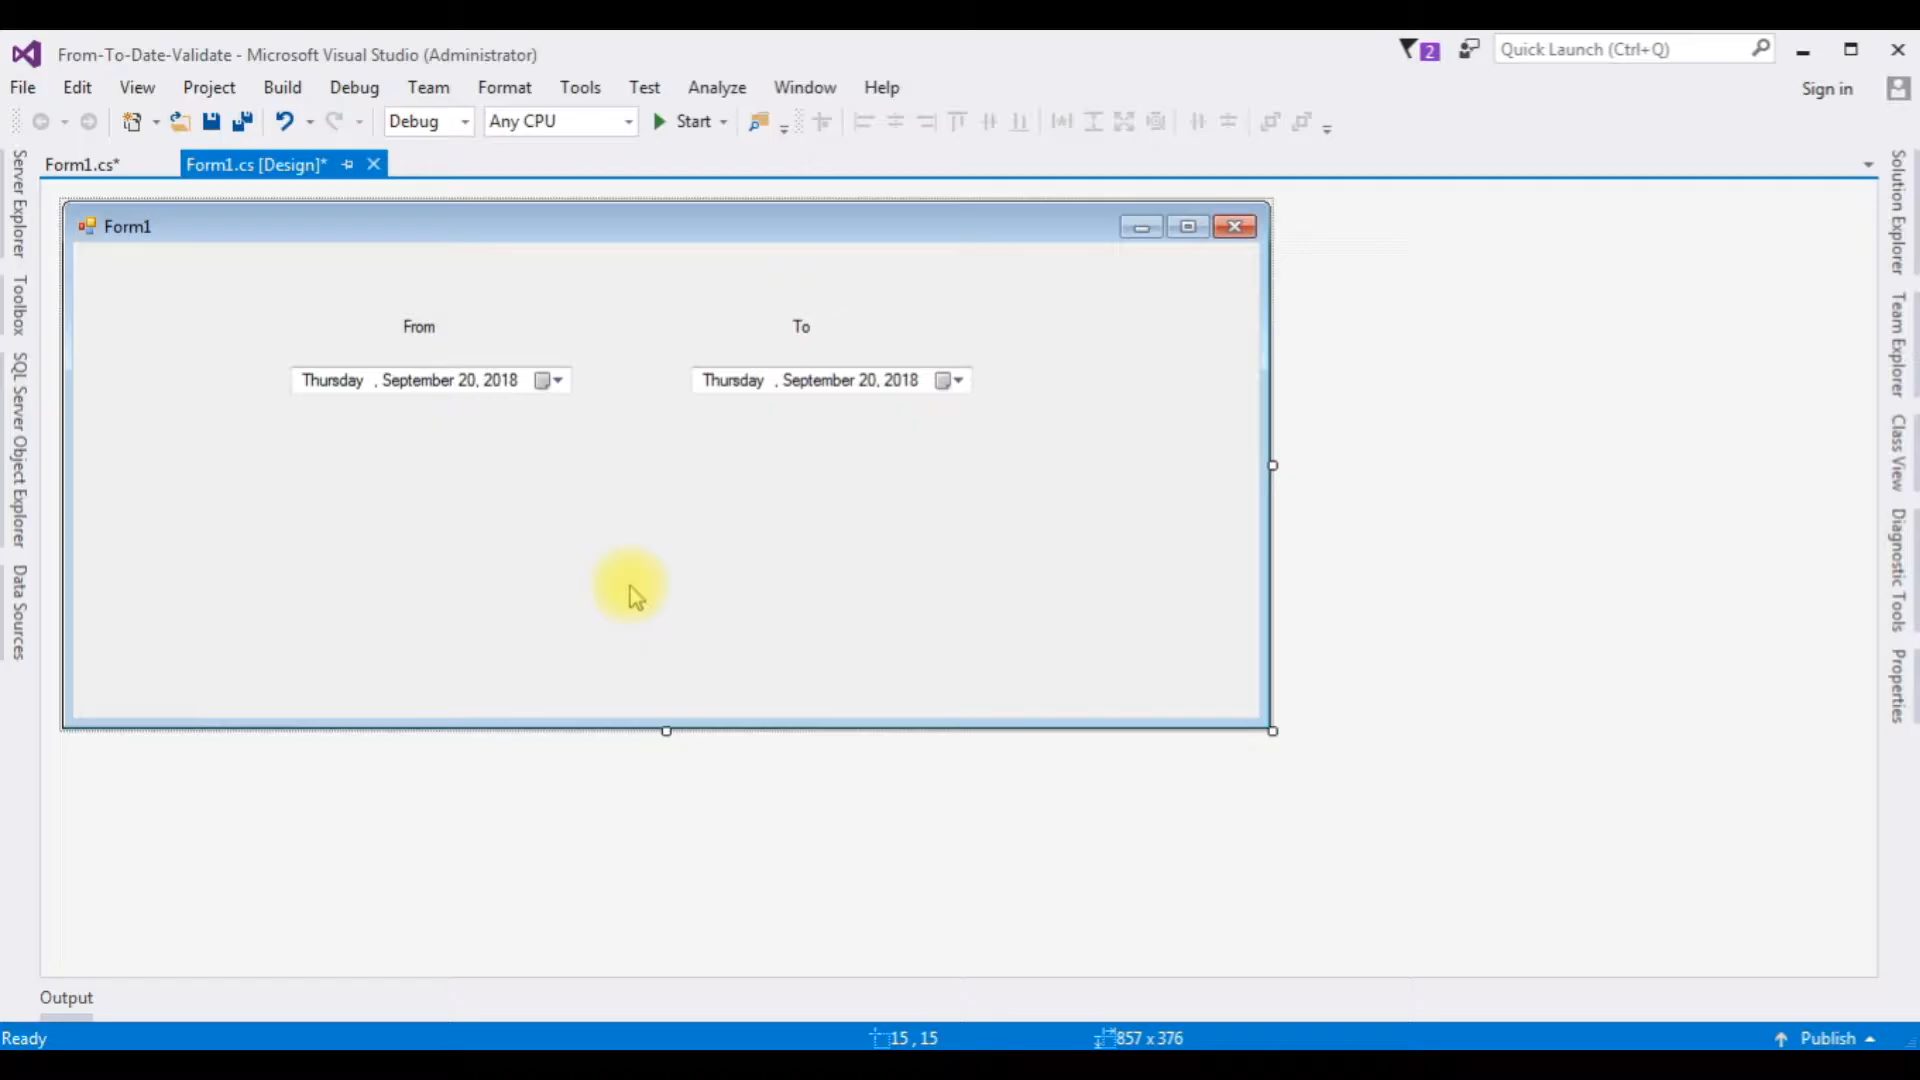 From-To-Date-Validate - Microsoft Visual Studio (Administrator)
2
Quick Launch (Ctrl+Q)
File Edit View Project Build Debug Team Tools Test Analyze Window Help
Format
Sign in
Debug
Any CPU
Start
Form1.cs*
Form1.cs [Design]*
Server Explorer
Toolbox
SQL Server Object Explorer
Data Sources
Form1
From
To
Thursday , September 20, 2018
Thursday , September 20, 2018
Solution Explorer
Team Explorer
Class View
Diagnostic Tools
Properties
Output
Ready
15 , 15
857 x 376
Publish